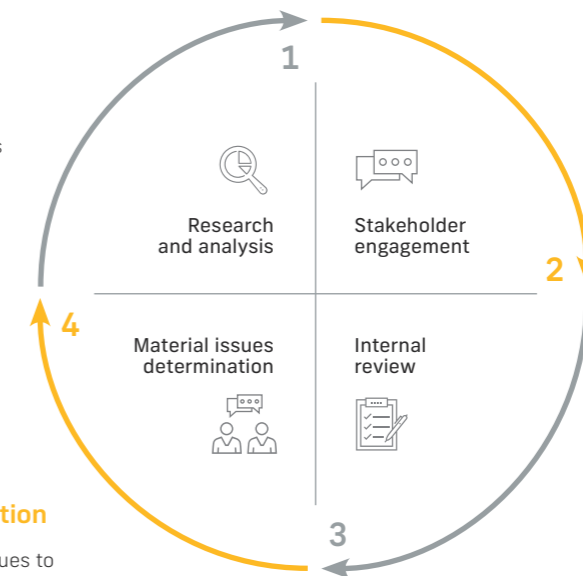 1
s
Research
and analysis
Stakeholder
engagement
2
4
Material issues
determination
Internal
review
tion
3
ues to